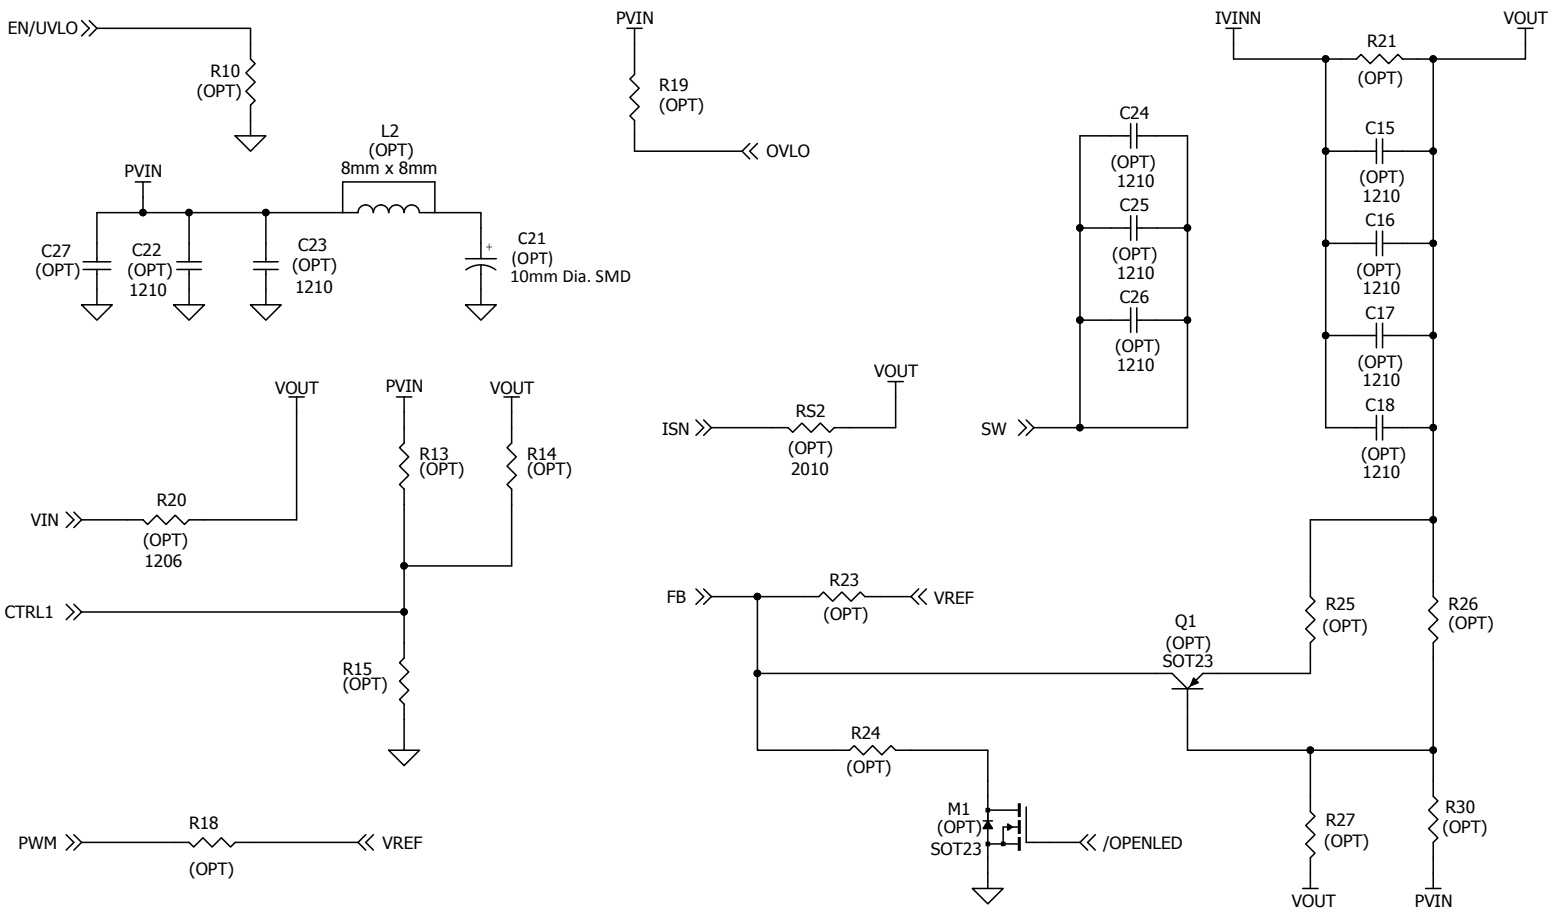 EN/UVLO
R10
(OPT)
PVIN
R19
(OPT)
OVLO
IVINN
VOUT
R21
(OPT)
L2
(OPT)
8mm x 8mm
PVIN
C27
(OPT)
C22
(OPT)
1210
C23
(OPT)
1210
+
C21
(OPT)
10mm Dia. SMD
C24
(OPT)
1210
C25
(OPT)
1210
C26
(OPT)
1210
SW
C15
(OPT)
1210
C16
(OPT)
1210
C17
(OPT)
1210
C18
(OPT)
1210
VOUT
VIN
R20
(OPT)
1206
PVIN
VOUT
R13
(OPT)
R14
(OPT)
CTRL1
R15
(OPT)
ISN
RS2
(OPT)
2010
VOUT
FB
R23
(OPT)
VREF
Q1
(OPT)
SOT23
R25
(OPT)
R26
(OPT)
R24
(OPT)
M1
(OPT)
SOT23
/OPENLED
R27
(OPT)
R30
(OPT)
VOUT
PVIN
PWM
R18
(OPT)
VREF